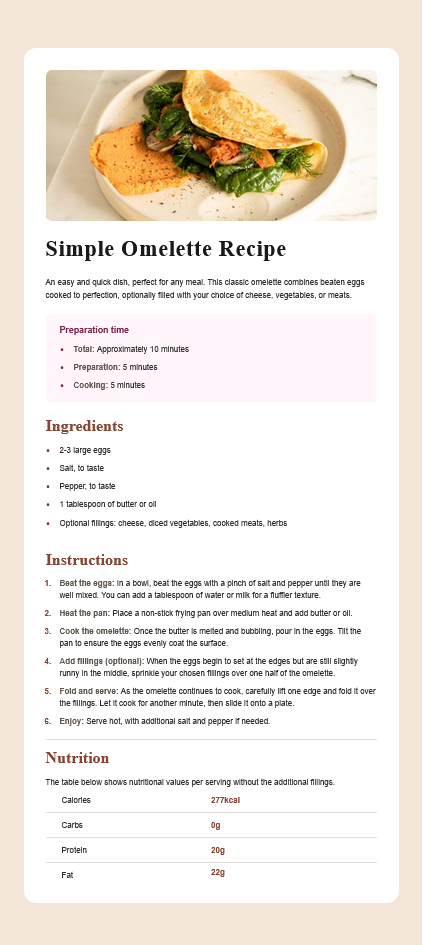 Simple Omelette Recipe
An easy and quick dish, perfect for any meal. This classic omelette combines beaten eggs
cooked to perfection, optionally filled with your choice of cheese, vegetables, or meats.
Preparation time
• Total: Approximately 10 minutes
• Preparation: 5 minutes
• Cooking: 5 minutes
Ingredients
• 2-3 large eggs
• Salt, to taste
• Pepper, to taste
• 1 tablespoon of butter or oil
• Optional fillings: cheese, diced vegetables, cooked meats, herbs
Instructions
1. Beat the eggs: In a bowl, beat the eggs with a pinch of salt and pepper until they are
well mixed. You can add a tablespoon of water or milk for a fluffier texture.
2. Heat the pan: Place a non-stick frying pan over medium heat and add butter or oil.
3. Cook the omelette: Once the butter is melted and bubbling, pour in the eggs. Tilt the
pan to ensure the eggs evenly coat the surface.
4. Add fillings (optional): When the eggs begin to set at the edges but are still slightly
runny in the middle, sprinkle your chosen fillings over one half of the omelette.
5. Fold and serve: As the omelette continues to cook, carefully lift one edge and fold it over
the fillings. Let it cook for another minute, then slide it onto a plate.
6. Enjoy: Serve hot, with additional salt and pepper if needed.
Nutrition
The table below shows nutritional values per serving without the additional fillings.
Calories 277kcal
Carbs 0g
Protein 20g
Fat 22g